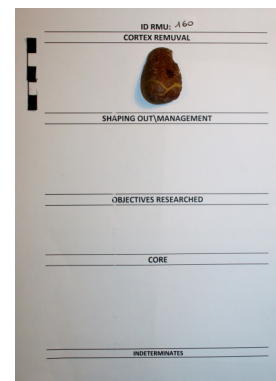 ID RMU: 160
CORTEX REMUVAL
SHAPING OUT\MANAGEMENT
OBJECTIVES RESEARCHED
CORE
INDETERMINATES